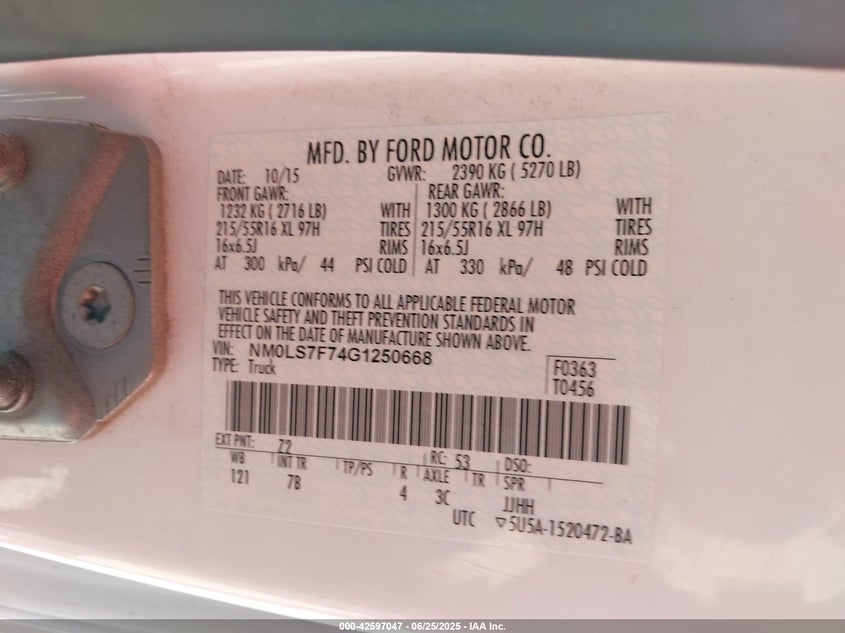 MFD. BY FORD MOTOR CO.
DATE: 10/15 GVWR: 2390 KG ( 5270 LB)
FRONT GAWR: REAR GAWR:
1232 KG ( 2716 LB) WITH 1300 KG ( 2866 LB) WITH
215/55R16 XL 97H TIRES 215/55R16 XL 97H TIRES
16x6.5J RIMS 16x6.5J RIMS
AT 300 kPa/ 44 PSI COLD AT 330 kPa/ 48 PSI COLD
THIS VEHICLE CONFORMS TO ALL APPLICABLE FEDERAL MOTOR
VEHICLE SAFETY AND THEFT PREVENTION STANDARDS IN
EFFECT ON THE DATE OF MANUFACTURE SHOWN ABOVE.
VIN: NM0LS7F74G1250668
TYPE: Truck
F0363
T0456
EXT PNT: Z2 RC: 53 DSO:
WB INT TR TP/PS R AXLE TR SPR
121 7B 4 3C JJHH
UTC ▽5U5A-1520472-BA
000-42597047 - 06/25/2025 - IAA Inc.